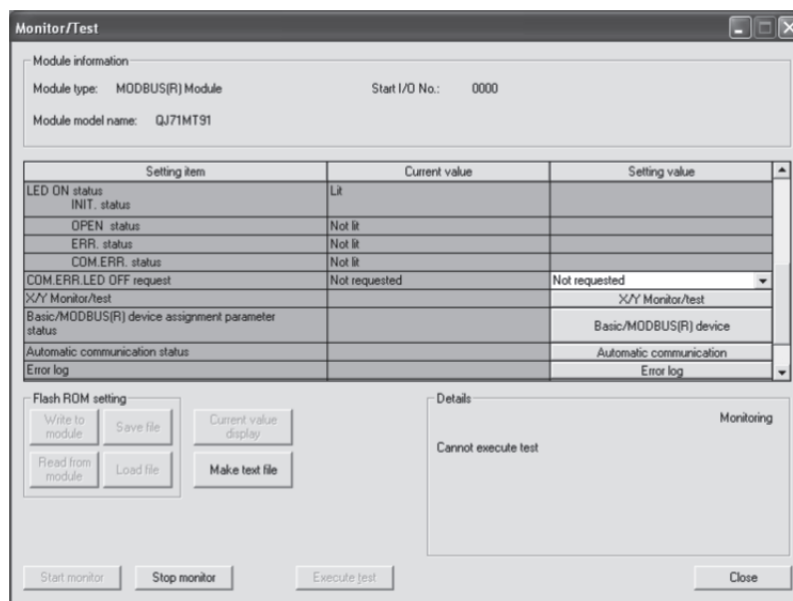 Monitor/Test
Module information
Module type: MODBUS(R) Module Start I/O No.: 0000
Module model name: QJ71MT91
Setting item Current value Setting value
LED ON status Lit
INIT. status
OPEN status Not lit
ERR. status Not lit
COM.ERR. status Not lit
COM.ERR.LED OFF request Not requested Not requested
X/Y Monitor/test X/Y Monitor/test
Basic/MODBUS(R) device assignment parameter
status Basic/MODBUS(R) device
Automatic communication status Automatic communication
Error log Error log
Flash ROM setting
Write to
module
Save file
Current value
display
Read from
module
Load file
Make text file
Details
Monitoring
Cannot execute test
Start monitor Stop monitor Execute test Close